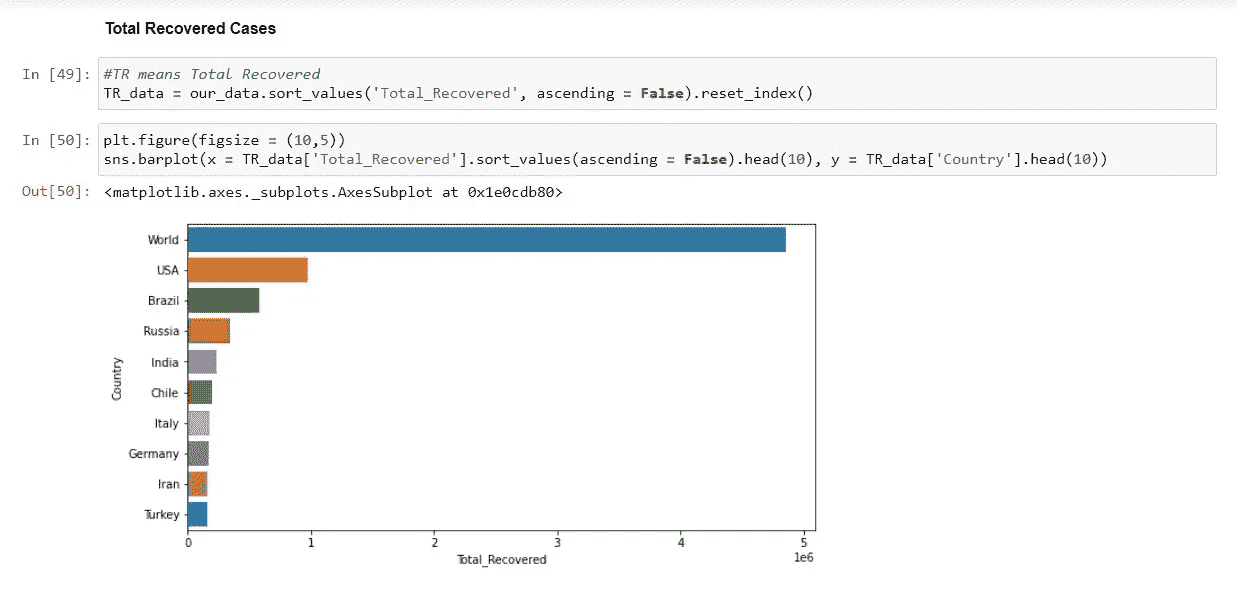 Total Recovered Cases
In [49]: #TR means Total Recovered
TR_data = our_data.sort_values('Total_Recovered', ascending = False).reset_index()
In [50]: plt.figure(figsize = (10,5))
sns.barplot(x = TR_data['Total_Recovered'].sort_values(ascending = False).head(10), y = TR_data['Country'].head(10))
Out[50]: <matplotlib.axes._subplots.AxesSubplot at 0x1e0cdb80>
World
USA
Brazil
Russia
India
Chile
Italy
Germany
Iran
Turkey
Country
0 1 2 3 4 5
1e6
Total_Recovered